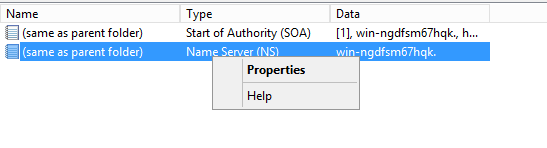 Name Type Data
(same as parent folder) Start of Authority (SOA) [1], win-ngdfsm67hqk., h...
(same as parent folder) Name Server (NS) win-ngdfsm67hqk.
Properties
Help